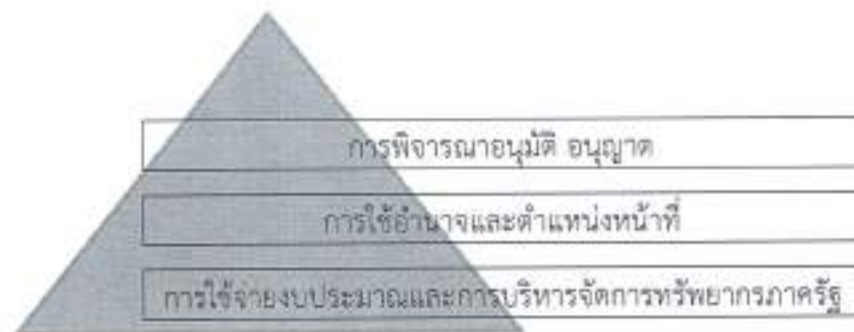 การพิจารณาอนุมัติ อนุญาต
การใช้อำนาจและตำแหน่งหน้าที่
การใช้จ่ายงบประมาณและการบริหารจัดการทรัพยากรภาครัฐ